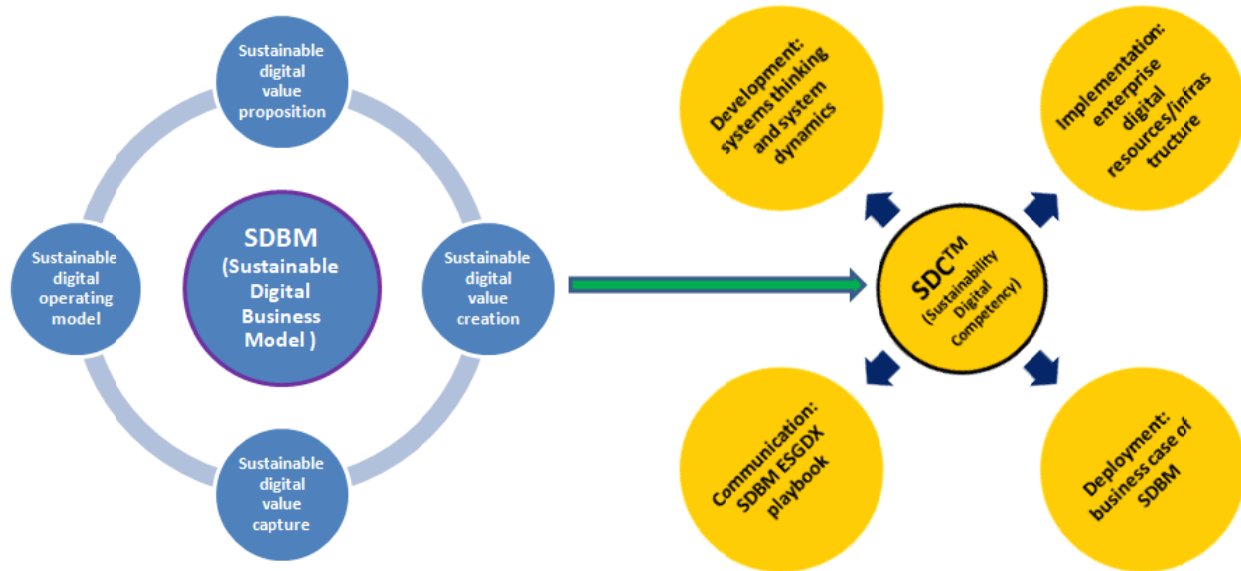 Sustainable
digital
value
proposition
Sustainable
digital
operating
model
SDBM
(Sustainable
Digital
Business
Model )
Sustainable
digital
value
creation
Sustainable
digital
value
capture
Development:
systems thinking
and system
dynamics
Implementation:
enterprise
digital
resources/infras
tructure
SDC™
(Sustainability
Digital
Competency)
Communication:
SDBM ESGDX
playbook
Deployment:
business case of
SDBM